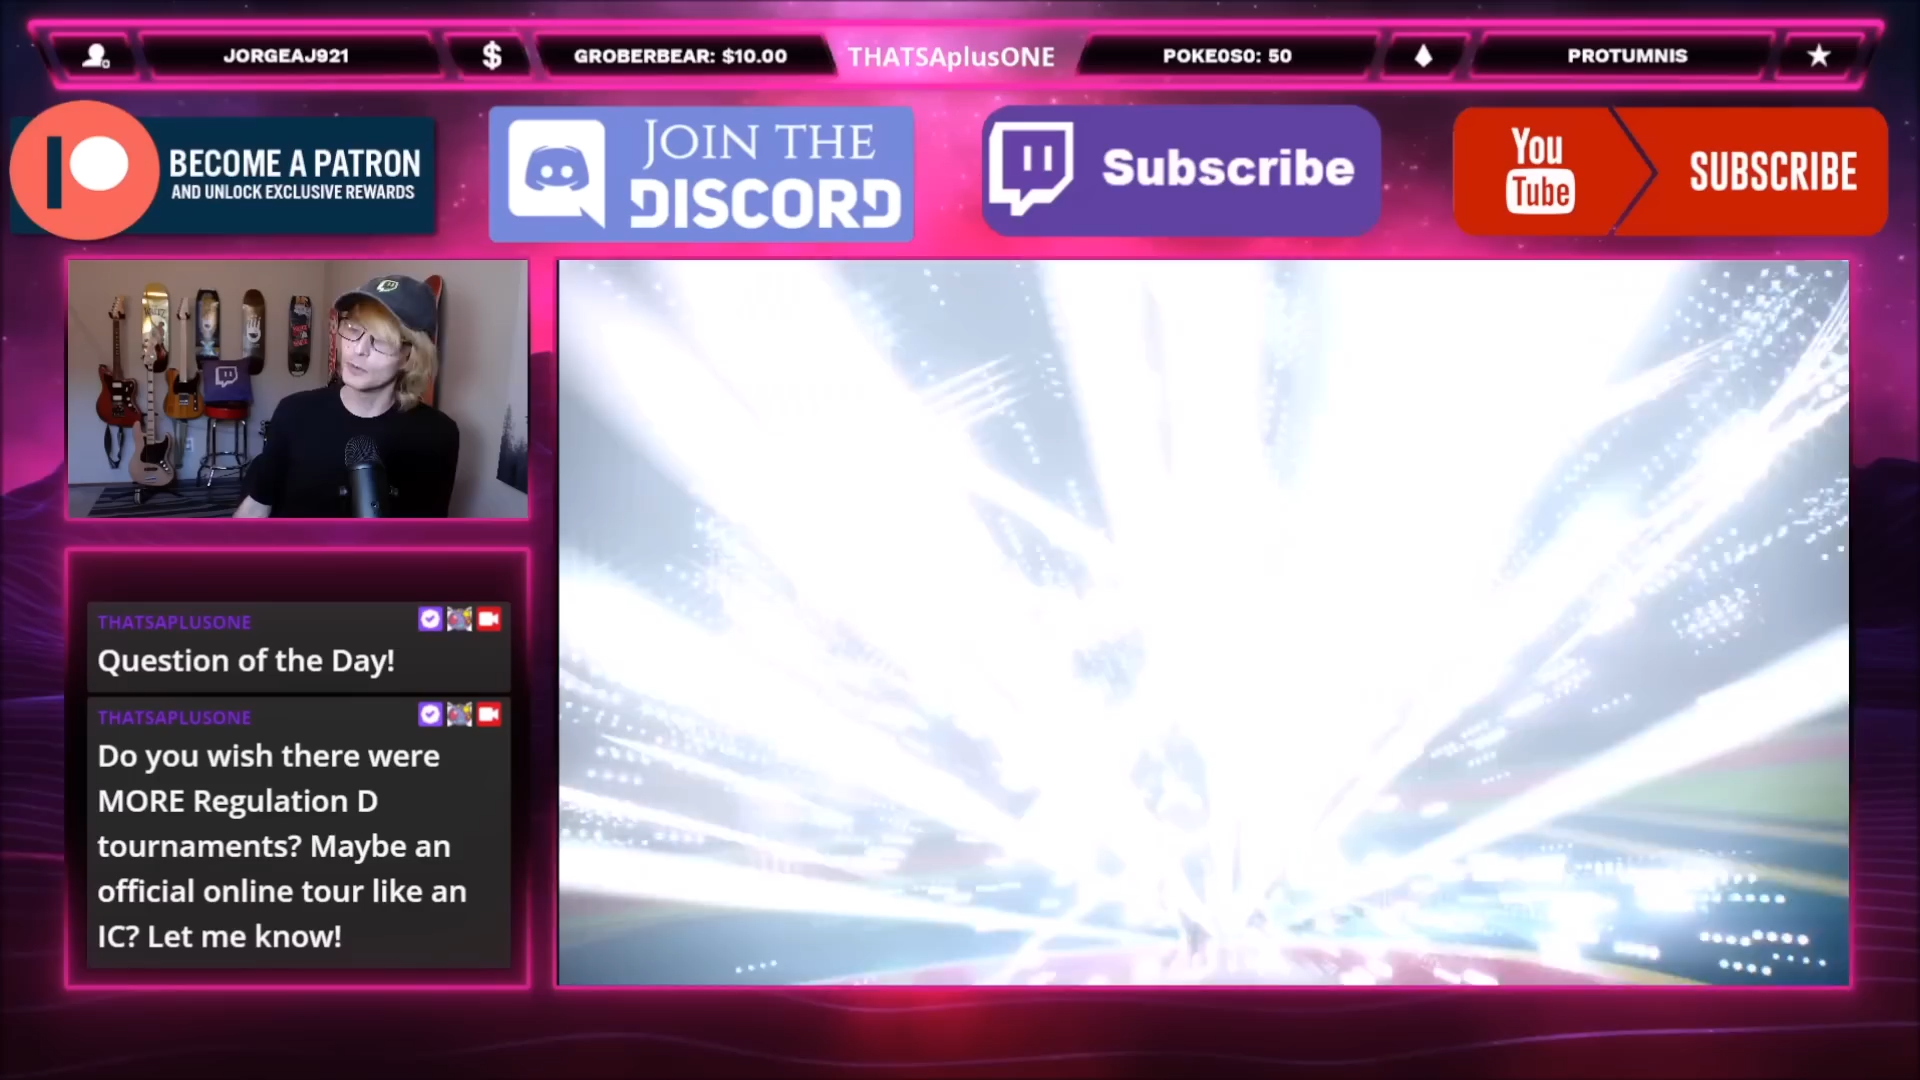 JORGEAJ921
$
GROBERBEAR: $10.00
THATSAplusONE
POKE0S0: 50
PROTUMNIS
BECOME A PATRON
AND UNLOCK EXCLUSIVE REWARDS
JOIN THE
DISCORD
Subscribe
You
Tube
SUBSCRIBE
THATSAPLUSONE
Question of the Day!
THATSAPLUSONE
Do you wish there were
MORE Regulation D
tournaments? Maybe an
official online tour like an
IC? Let me know!